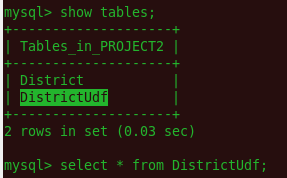 mysql> show tables;
+--------------------+
| Tables_in_PROJECT2 |
+--------------------+
| District           |
| DistrictUdf        |
+--------------------+
2 rows in set (0.03 sec)
mysql> select * from DistrictUdf;